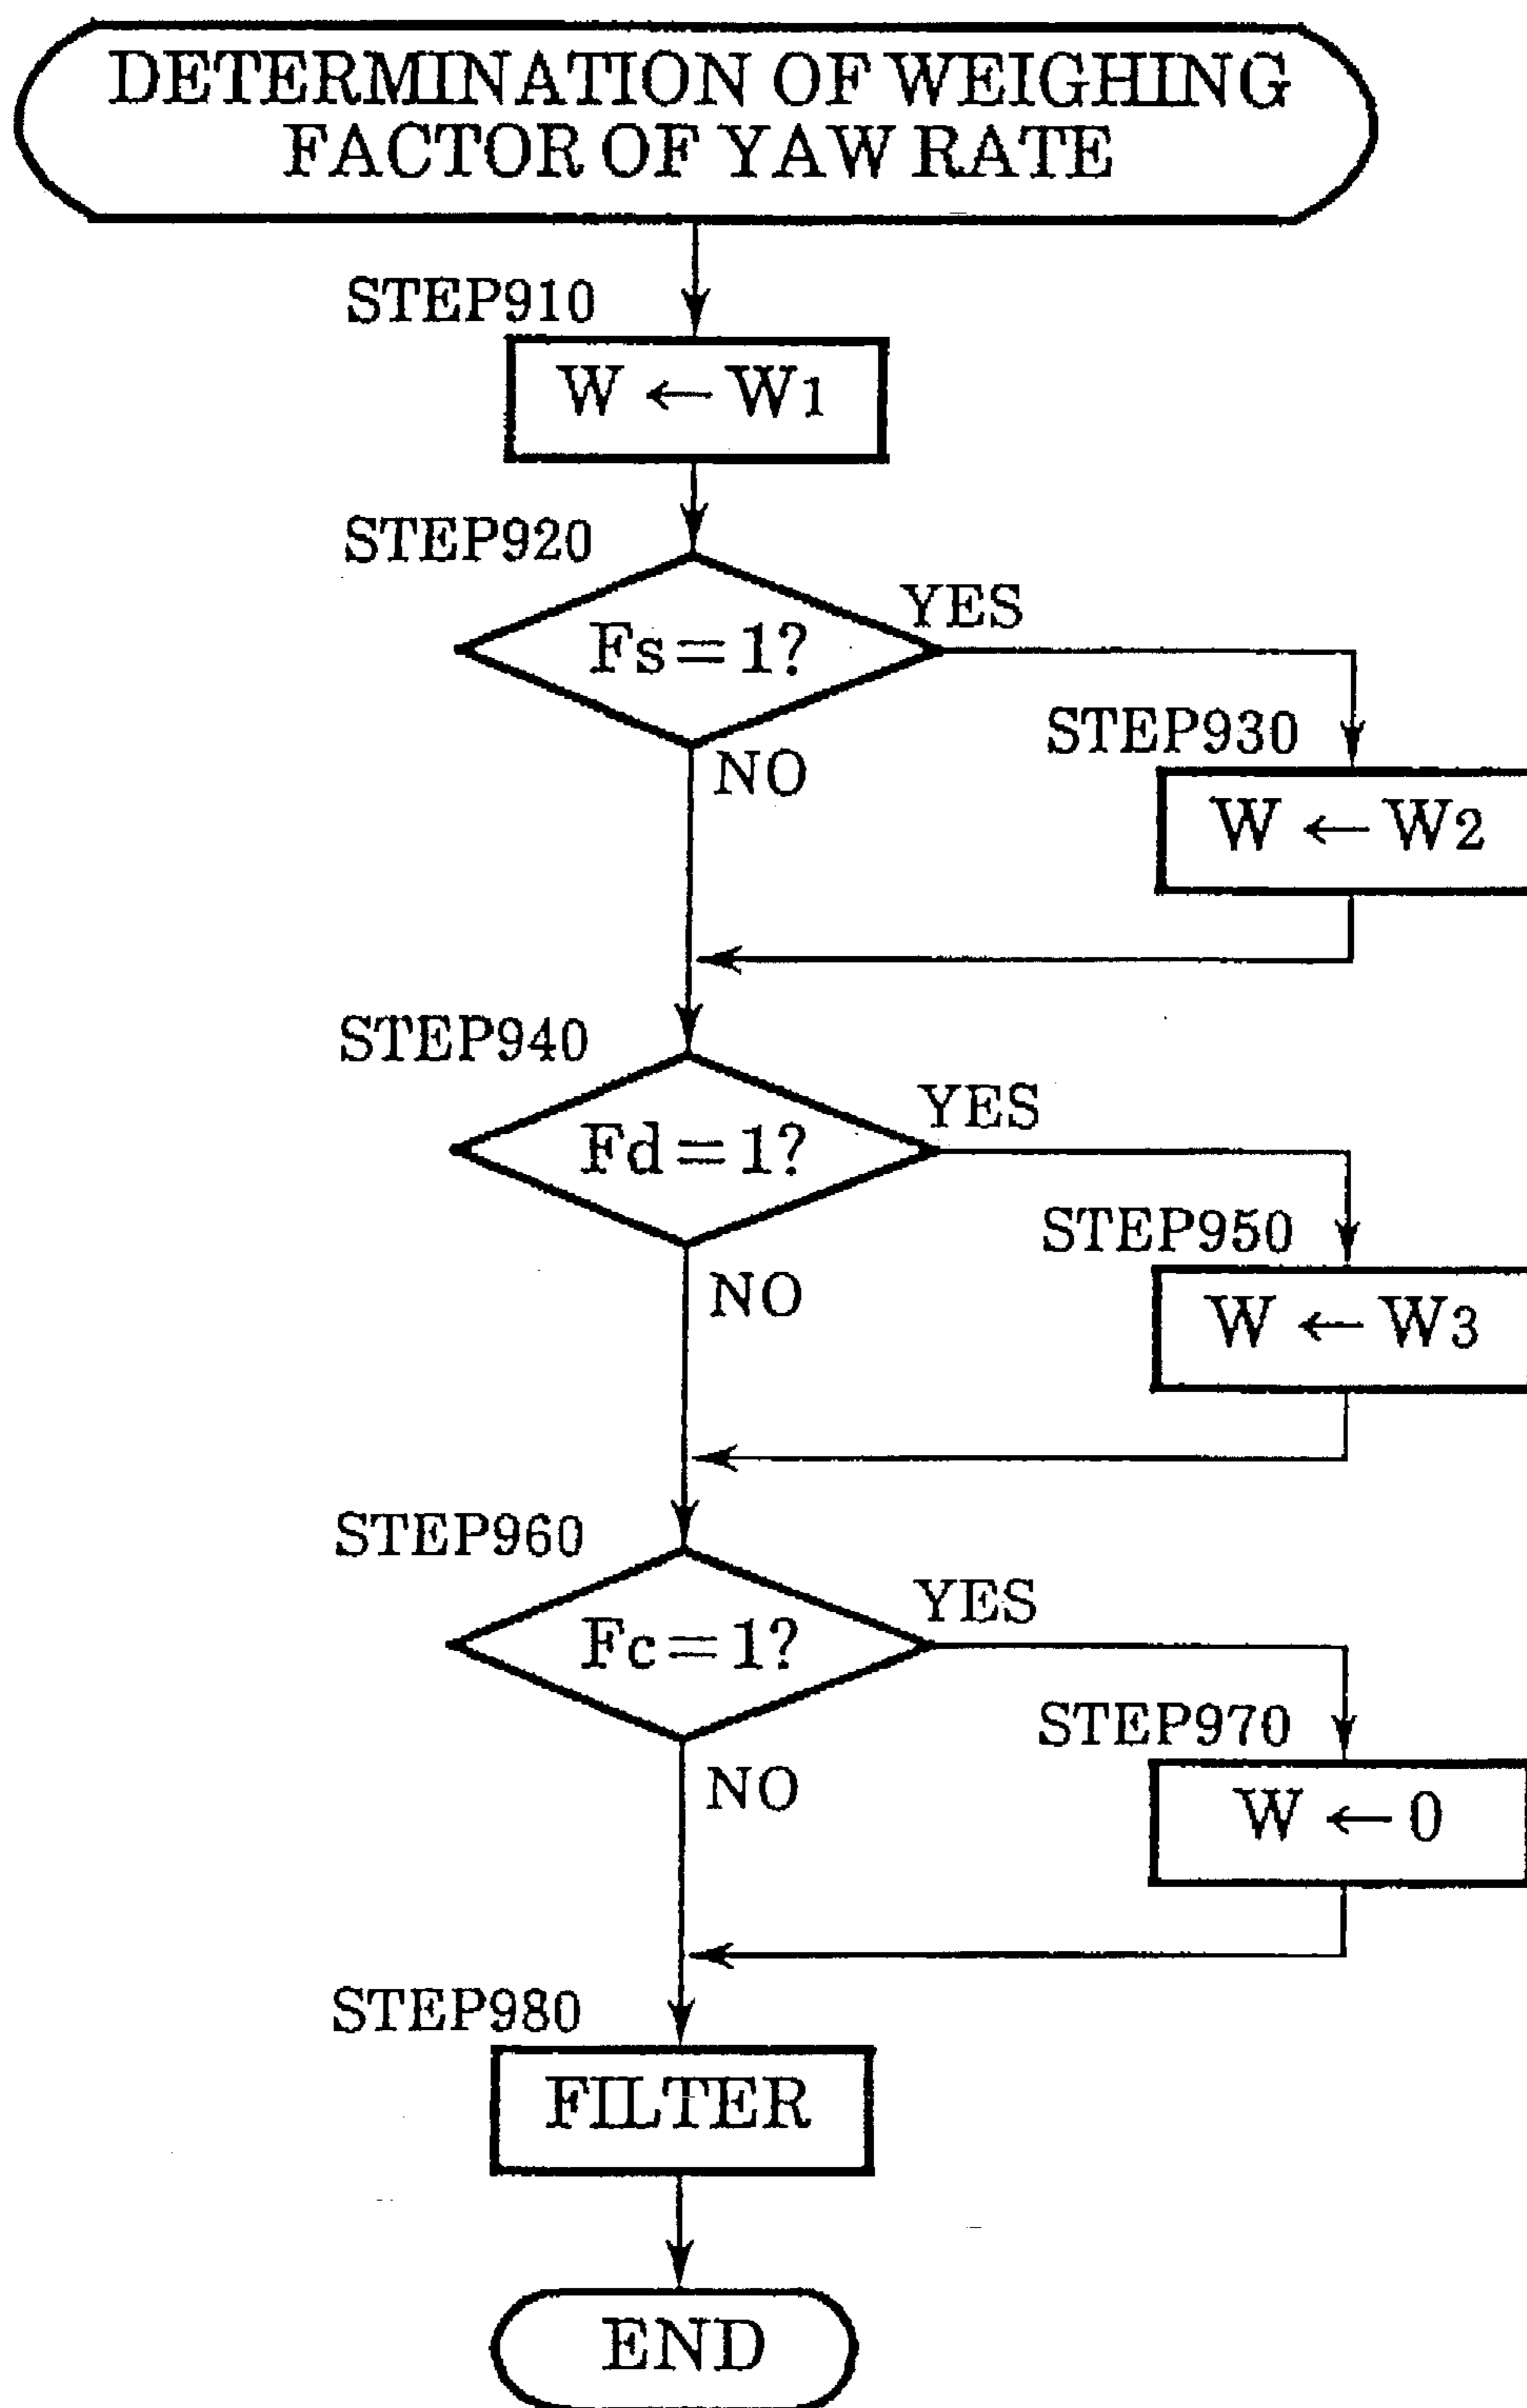 DETERMINATION OF WEIGHING
FACTOR OF YAW RATE
STEP910
W ← W1
STEP920
Fs=1?
YES
NO
STEP930
W ← W2
STEP940
Fd=1?
YES
NO
STEP950
W ← W3
STEP960
Fc=1?
YES
NO
STEP970
W ← 0
STEP980
FILTER
END